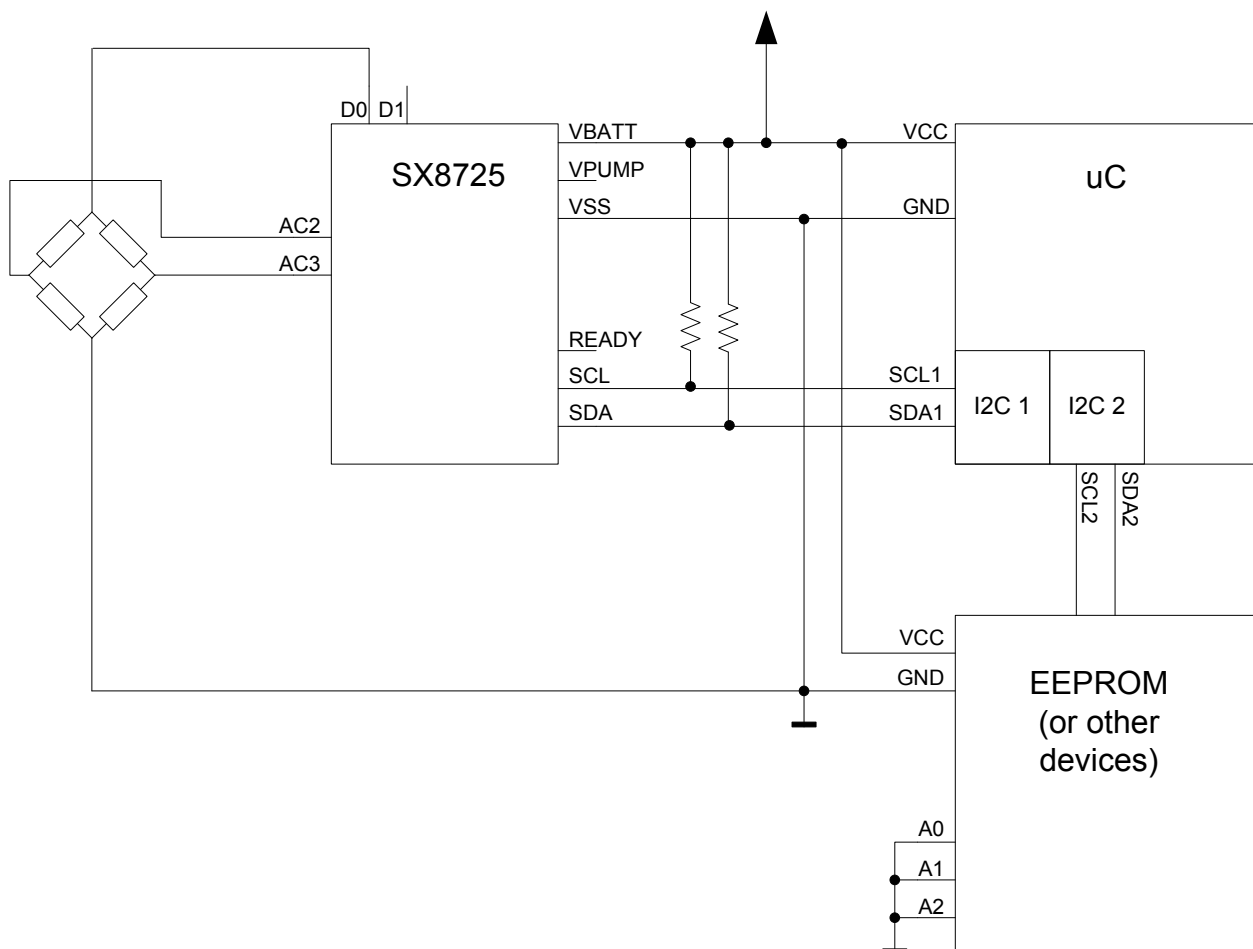 D0 D1
VBATT
VCC
SX8725
VPUMP
uC
VSS
GND
AC2
AC3
READY
SCL
SCL1
I2C 1
I2C 2
SDA
SDA1
SCL2
SDA2
VCC
GND
EEPROM
(or other
devices)
A0
A1
A2